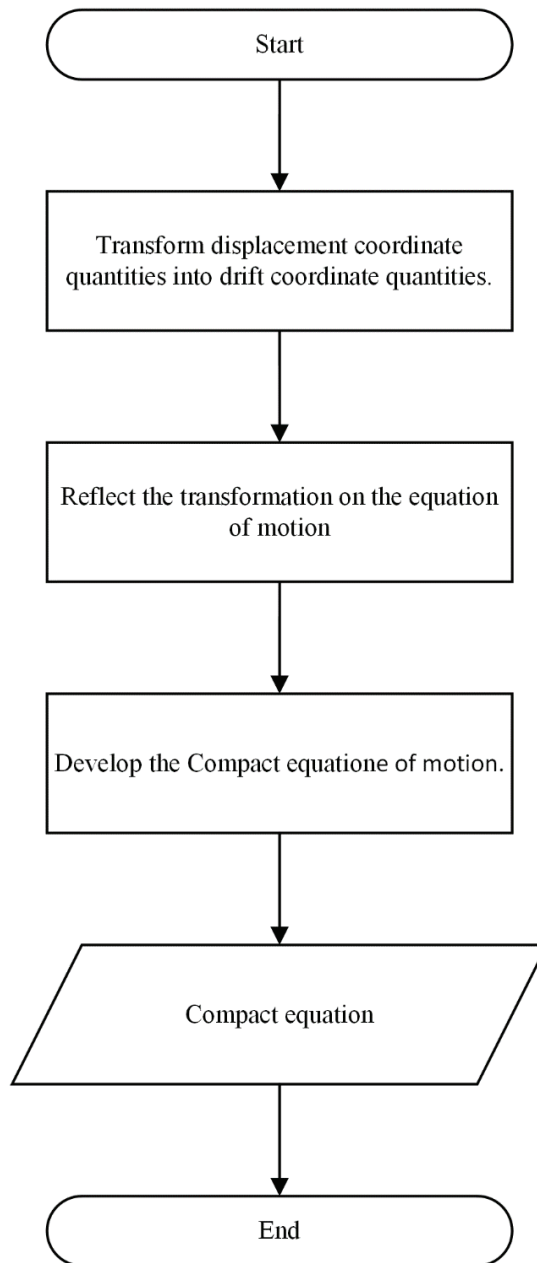 Start
Transform displacement coordinate
quantities into drift coordinate quantities.
Reflect the transformation on the equation
of motion
Develop the Compact equatione of motion.
Compact equation
End